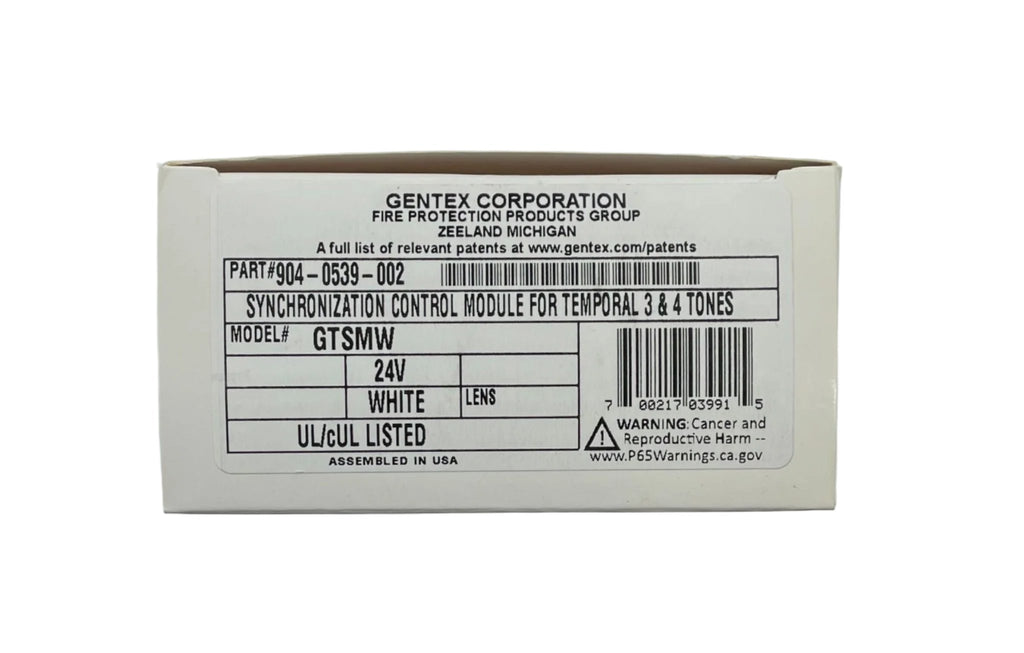 GENTEX CORPORATION
FIRE PROTECTION PRODUCTS GROUP
ZEELAND MICHIGAN
A full list of relevant patents at www.gentex.com/patents
PART#904-0539-002
SYNCHRONIZATION CONTROL MODULE FOR TEMPORAL 3 & 4 TONES
MODEL# GTSMW
24V
WHITE LENS
UL/cUL LISTED
ASSEMBLED IN USA
7 00217 03991 5
WARNING: Cancer and
Reproductive Harm --
www.P65Warnings.ca.gov